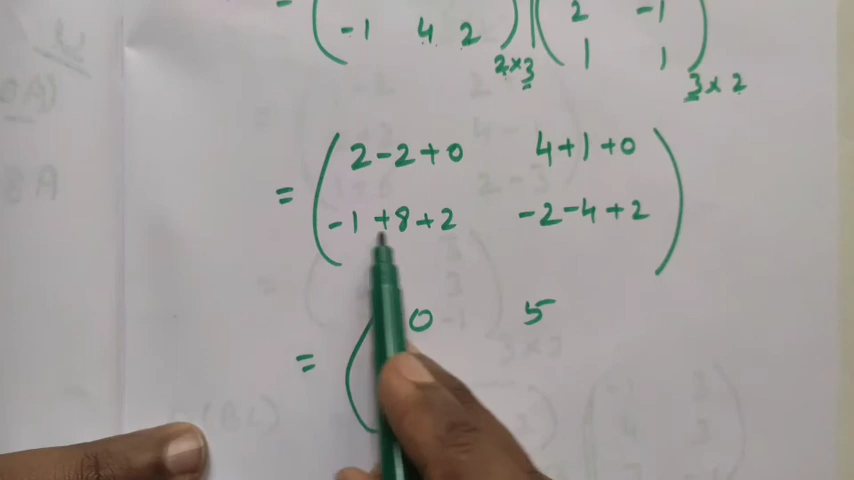 = ( -1 4 2 )2×3 ( 2 -1
1 1 )3×2
= ( 2-2+0 4+1+0
-1+8+2 -2-4+2 )
= ( 0 5